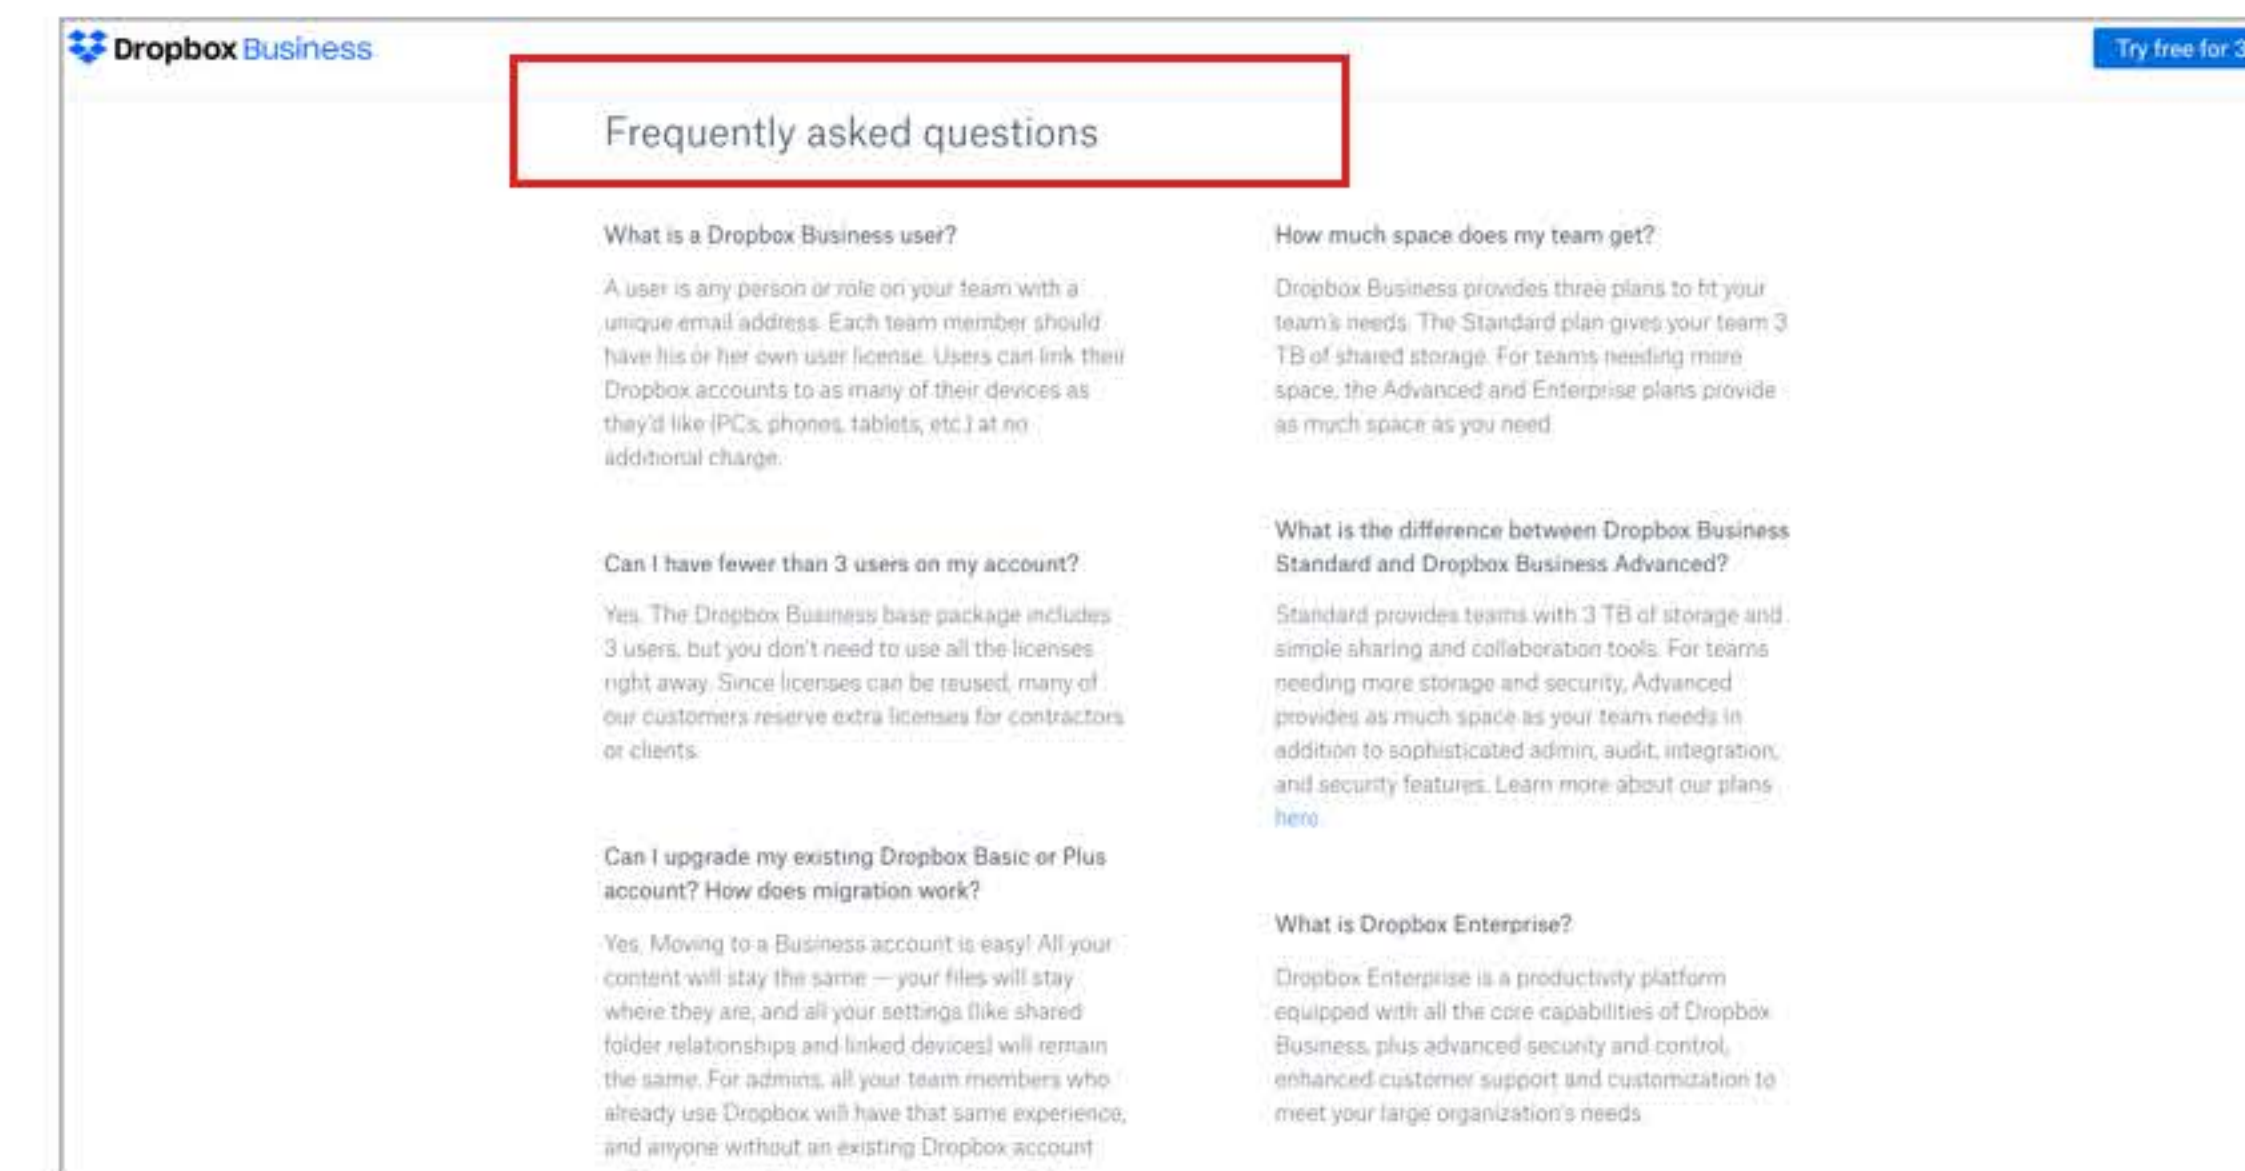 Dropbox Business
Try free for 3
Frequently asked questions
What is a Dropbox Business user?
A user is any person or role on your team with a
unique email address. Each team member should
have his or her own user license. Users can link their
Dropbox accounts to as many of their devices as
they'd like (PCs, phones, tablets, etc.) at no
additional charge.
Can I have fewer than 3 users on my account?
Yes. The Dropbox Business base package includes
3 users, but you don't need to use all the licenses
right away. Since licenses can be reused, many of
our customers reserve extra licenses for contractors
or clients.
Can I upgrade my existing Dropbox Basic or Plus
account? How does migration work?
Yes. Moving to a Business account is easy! All your
content will stay the same — your files will stay
where they are, and all your settings (like shared
folder relationships and linked devices) will remain
the same. For admins, all your team members who
already use Dropbox will have that same experience,
and anyone without an existing Dropbox account
How much space does my team get?
Dropbox Business provides three plans to fit your
team's needs. The Standard plan gives your team 3
TB of shared storage. For teams needing more
space, the Advanced and Enterprise plans provide
as much space as you need.
What is the difference between Dropbox Business
Standard and Dropbox Business Advanced?
Standard provides teams with 3 TB of storage and
simple sharing and collaboration tools. For teams
needing more storage and security, Advanced
provides as much space as your team needs in
addition to sophisticated admin, audit, integration,
and security features. Learn more about our plans
here.
What is Dropbox Enterprise?
Dropbox Enterprise is a productivity platform
equipped with all the core capabilities of Dropbox
Business, plus advanced security and control,
enhanced customer support and customization to
meet your large organization's needs.